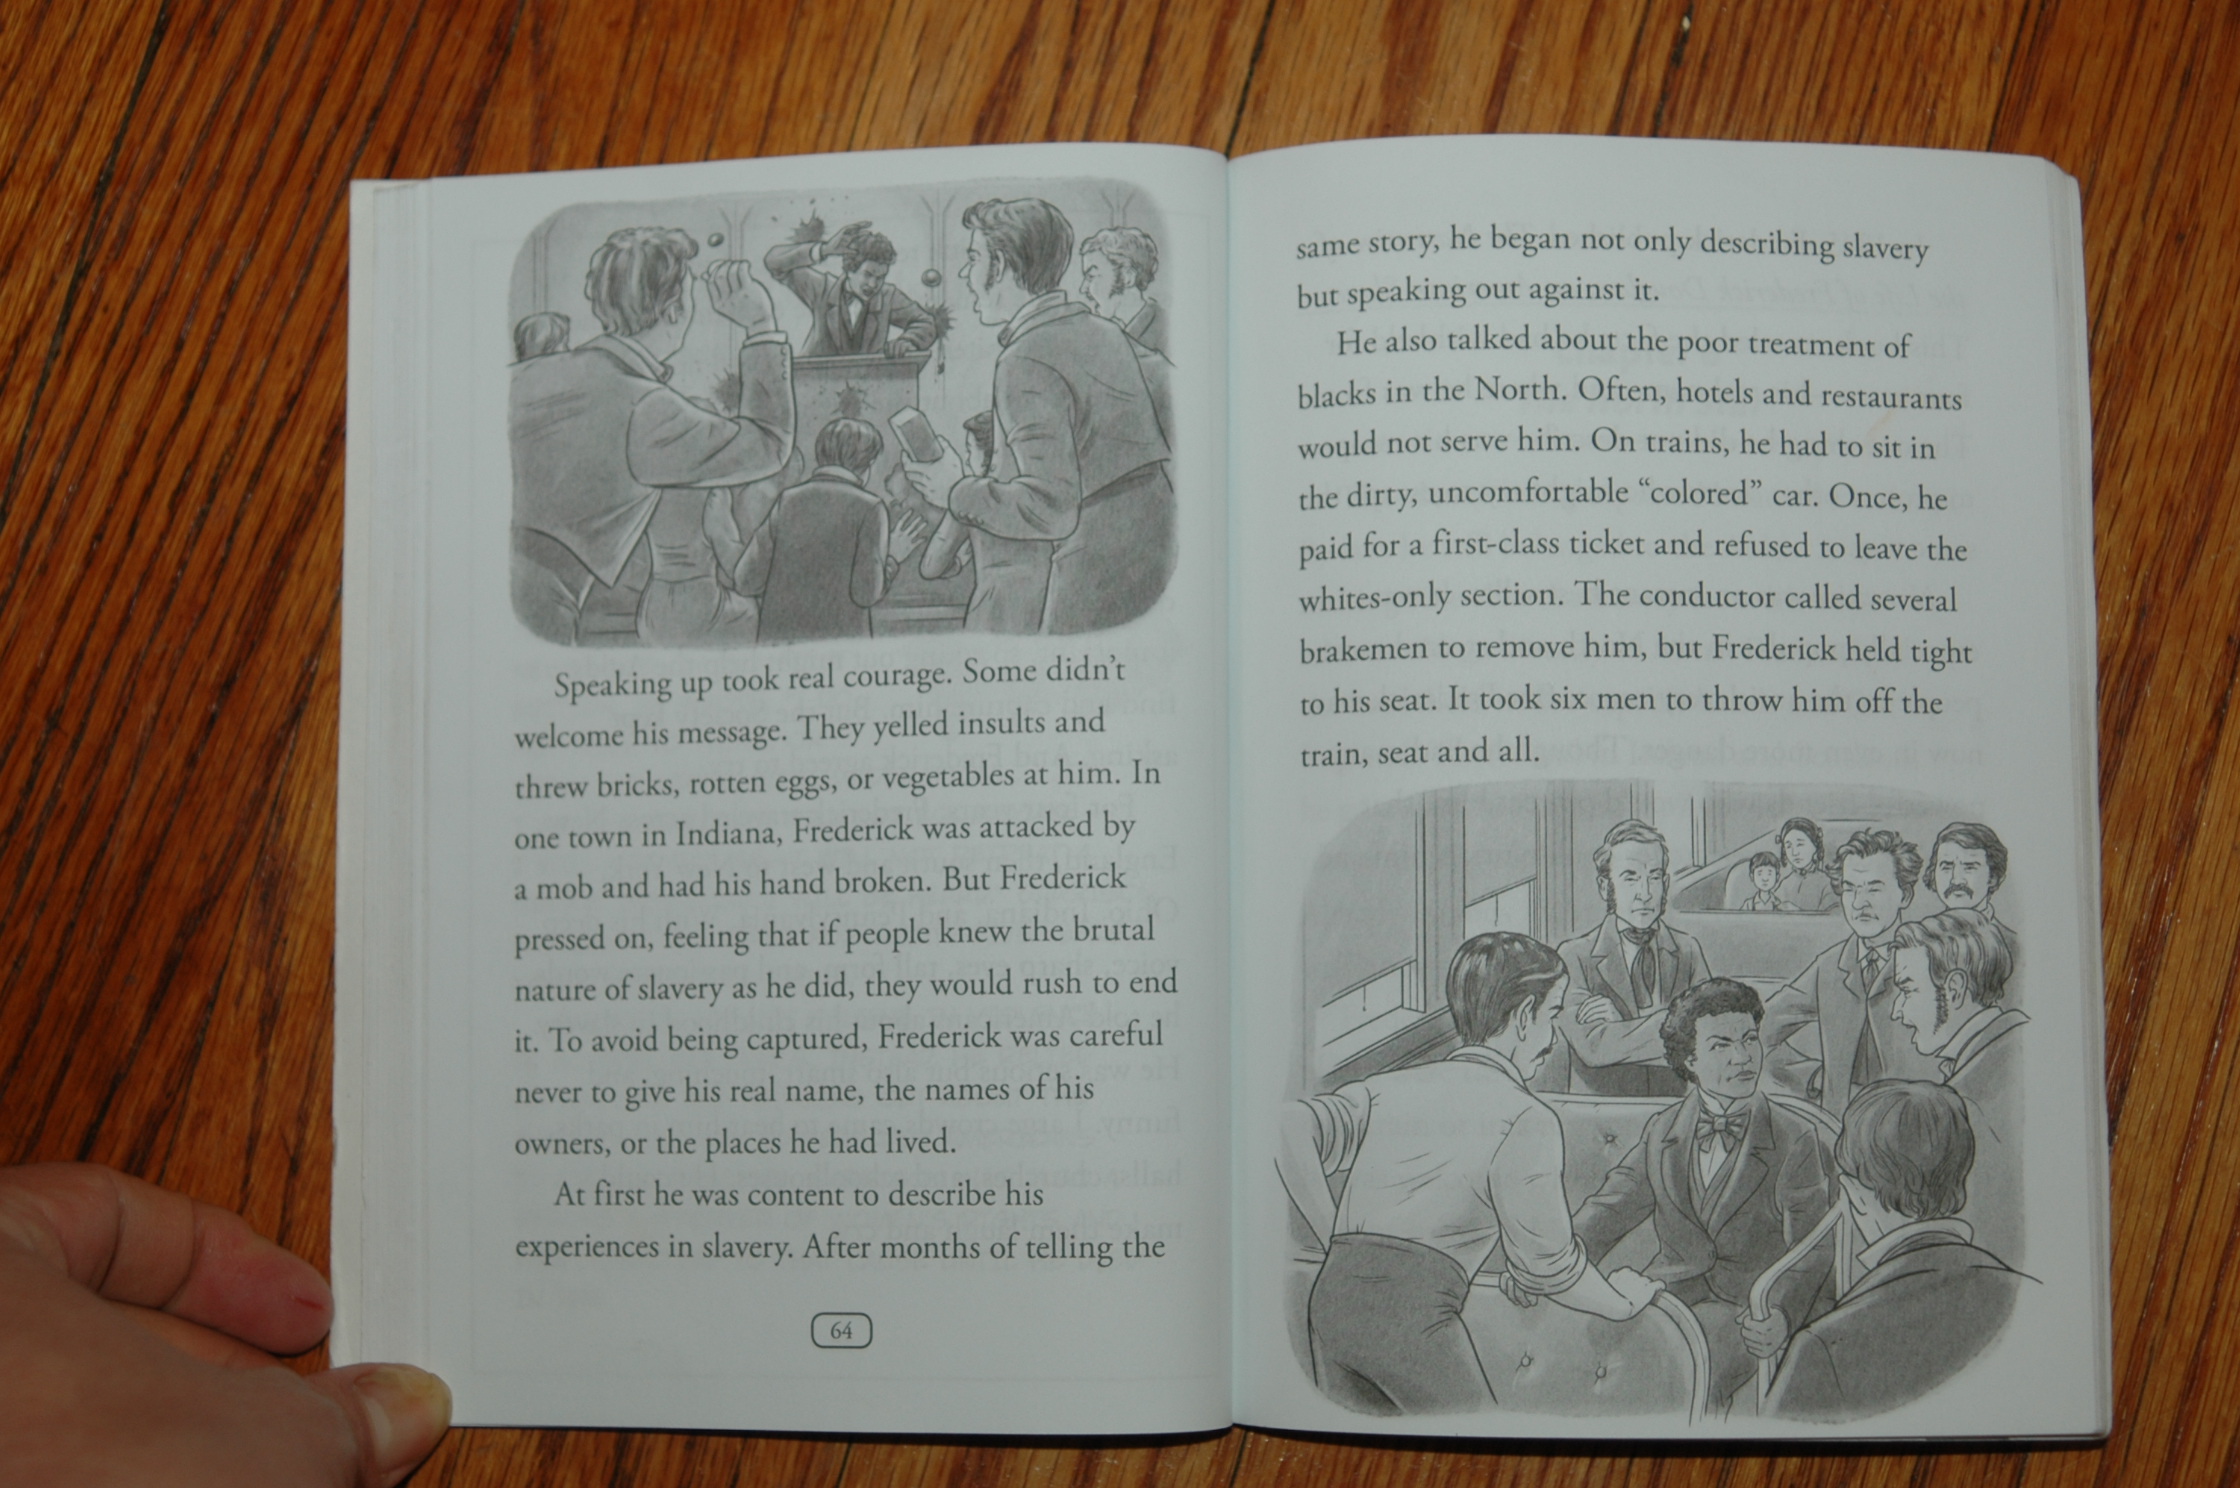 Speaking up took real courage. Some didn't
welcome his message. They yelled insults and
threw bricks, rotten eggs, or vegetables at him. In
one town in Indiana, Frederick was attacked by
a mob and had his hand broken. But Frederick
pressed on, feeling that if people knew the brutal
nature of slavery as he did, they would rush to end
it. To avoid being captured, Frederick was careful
never to give his real name, the names of his
owners, or the places he had lived.
At first he was content to describe his
experiences in slavery. After months of telling the
64
same story, he began not only describing slavery
but speaking out against it.
He also talked about the poor treatment of
blacks in the North. Often, hotels and restaurants
would not serve him. On trains, he had to sit in
the dirty, uncomfortable “colored” car. Once, he
paid for a first-class ticket and refused to leave the
whites-only section. The conductor called several
brakemen to remove him, but Frederick held tight
to his seat. It took six men to throw him off the
train, seat and all.